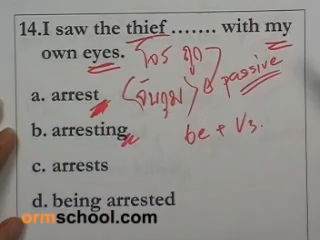 14.I saw the thief ........ with my
own eyes. โจร ถูก
a. arrest (จับกุม) passive
b. arresting be + V3.
c. arrests
d. being arrested
ormschool.com